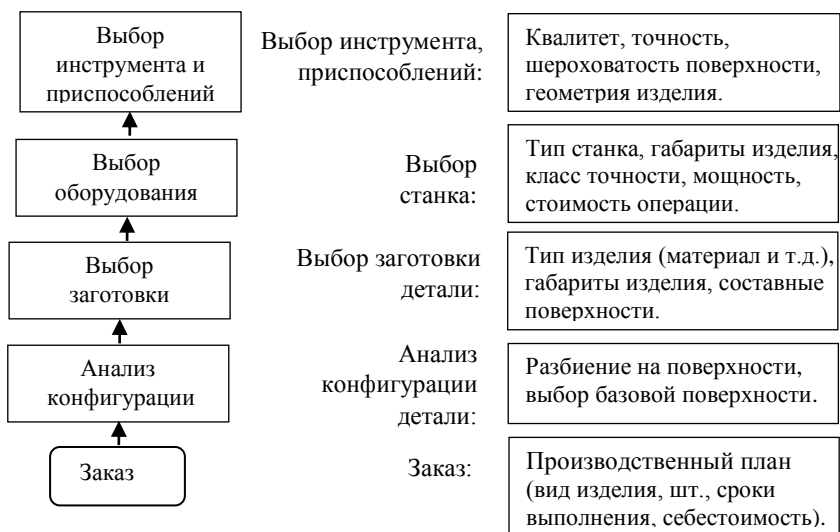 Выбор
инструмента и
приспособлений
Выбор инструмента,
приспособлений:
Квалитет, точность,
шероховатость поверхности,
геометрия изделия.
Выбор
оборудования
Выбор
станка:
Тип станка, габариты изделия,
класс точности, мощность,
стоимость операции.
Выбор
заготовки
Выбор заготовки
детали:
Тип изделия (материал и т.д.),
габариты изделия, составные
поверхности.
Анализ
конфигурации
Анализ
конфигурации
детали:
Разбиение на поверхности,
выбор базовой поверхности.
Заказ
Заказ:
Производственный план
(вид изделия, шт., сроки
выполнения, себестоимость).